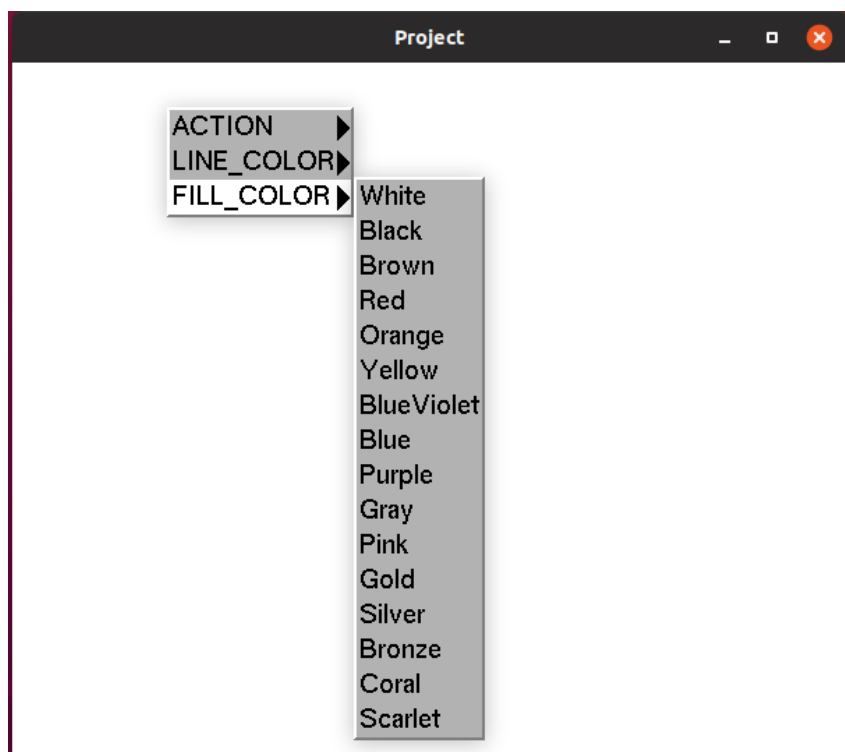 Project
ACTION
LINE_COLOR
FILL_COLOR
White
Black
Brown
Red
Orange
Yellow
BlueViolet
Blue
Purple
Gray
Pink
Gold
Silver
Bronze
Coral
Scarlet